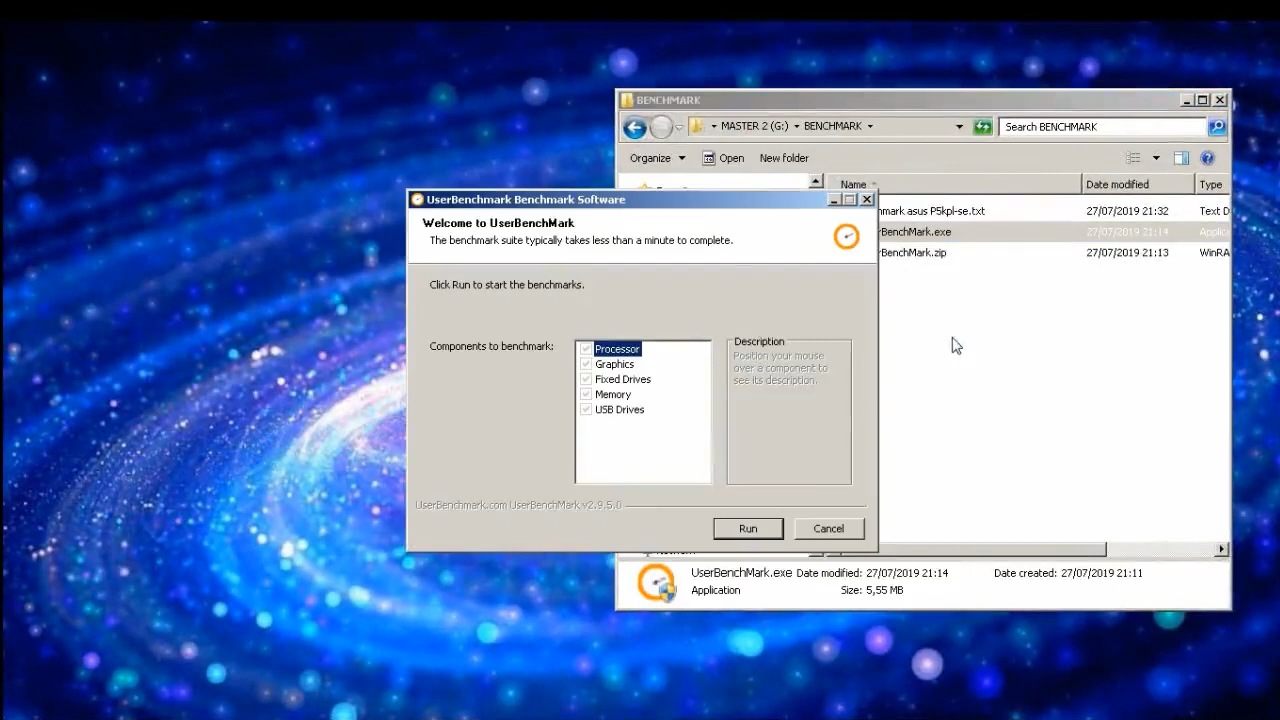 BENCHMARK
MASTER 2 (G:) BENCHMARK
Search BENCHMARK
Organize Open New folder
Name Date modified Type
mark asus P5kpl-se.txt 27/07/2019 21:32 Text D
BenchMark.exe 27/07/2019 21:14 Applic
BenchMark.zip 27/07/2019 21:13 WinRA
UserBenchmark Benchmark Software
Welcome to UserBenchMark
The benchmark suite typically takes less than a minute to complete.
Click Run to start the benchmarks.
Components to benchmark:
Processor
Graphics
Fixed Drives
Memory
USB Drives
Description
Position your mouse
over a component to
see its description.
UserBenchmark.com UserBenchMark v2.9.5.0
Run Cancel
UserBenchMark.exe Date modified: 27/07/2019 21:14 Date created: 27/07/2019 21:11
Application Size: 5,55 MB